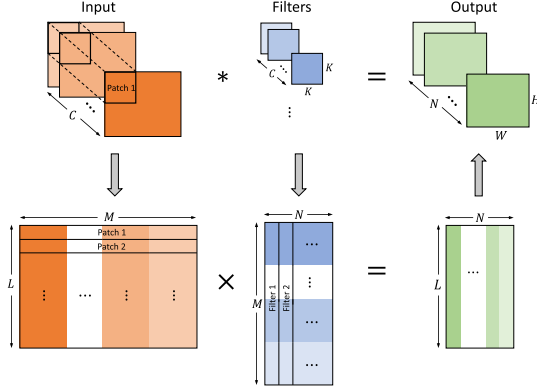 Input
Filters
Output
Patch 1
C
*
C
K
K
=
N
H
W
⋮
M
Patch 1
Patch 2
L
⋮
...
⋮
⋮
×
N
M
Filter 1
Filter 2
...
⋮
...
...
=
N
L
...